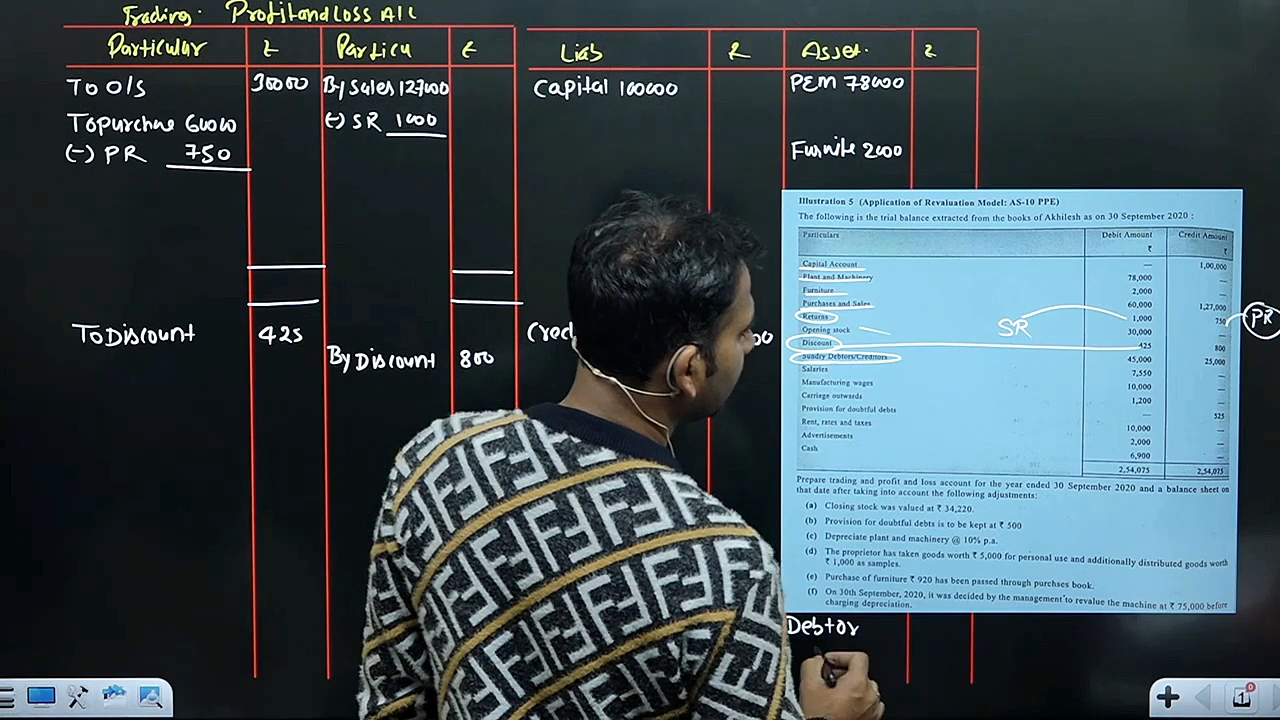 Trading. Profit and Loss A/C
Particular ₹ Particu ₹
To O/S 30000 By Sales 127000
To purchase 60000 (-) SR 1000
(-) PR 750
To Discount 425
By Discount 800
Liab ₹ Asset. ₹
Capital 100000 P&M 78000
Furnite 2000
Debtor
SR
PR
Illustration 5 (Application of Revaluation Model: AS-10 PPE)
The following is the trial balance extracted from the books of Akhilesh as on 30 September 2020 :
Particulars Debit Amount Credit Amount
₹ ₹
Capital Account — 1,00,000
Plant and Machinery 78,000 —
Furniture 2,000 —
Purchases and Sales 60,000 1,27,000
Returns 1,000 750
Opening stock 30,000 —
Discount 425 800
Sundry Debtors/Creditors 45,000 25,000
Salaries 7,550 —
Manufacturing wages 10,000 —
Carriage outwards 1,200 —
Provision for doubtful debts — 525
Rent, rates and taxes 10,000 —
Advertisements 2,000 —
Cash 6,900 —
2,54,075 2,54,075
Prepare trading and profit and loss account for the year ended 30 September 2020 and a balance sheet on
that date after taking into account the following adjustments:
(a) Closing stock was valued at ₹ 34,220.
(b) Provision for doubtful debts is to be kept at ₹ 500
(c) Depreciate plant and machinery @ 10% p.a.
(d) The proprietor has taken goods worth ₹ 5,000 for personal use and additionally distributed goods worth
₹ 1,000 as samples.
(e) Purchase of furniture ₹ 920 has been passed through purchses book.
(f) On 30th September, 2020, it was decided by the management to revalue the machine at ₹ 75,000 before
charging depreciation.
1